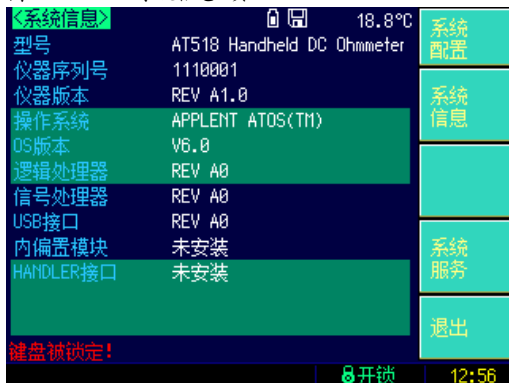 <系统信息> 18.8°C
型号 AT518 Handheld DC Ohmmeter
仪器序列号 1110001
仪器版本 REV A1.0
操作系统 APPLENT ATOS(TM)
OS版本 V6.0
逻辑处理器 REV A0
信号处理器 REV A0
USB接口 REV A0
内偏置模块 未安装
HANDLER接口 未安装
键盘被锁定!
开锁 12:56
系统
配置
系统
信息
系统
服务
退出